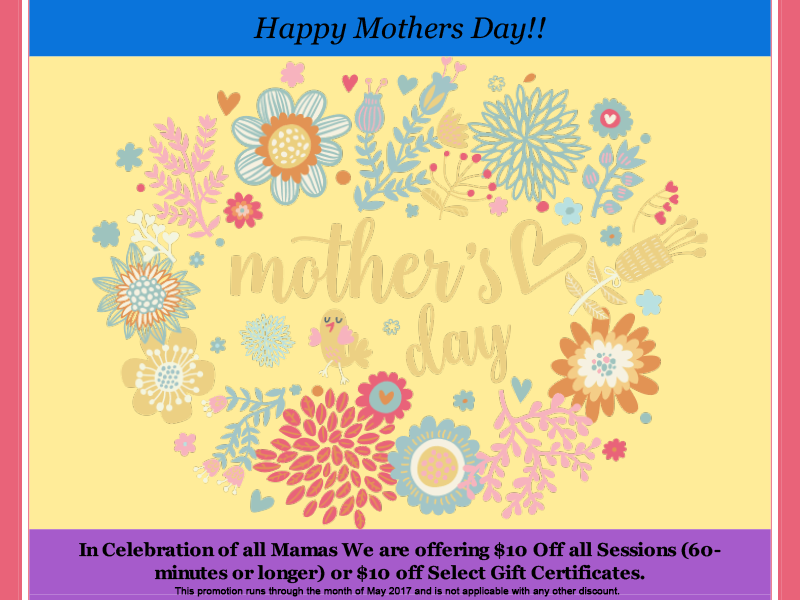 Happy Mothers Day!!
mother's
day
In Celebration of all Mamas We are offering $10 Off all Sessions (60-
minutes or longer) or $10 off Select Gift Certificates.
This promotion runs through the month of May 2017 and is not applicable with any other discount.